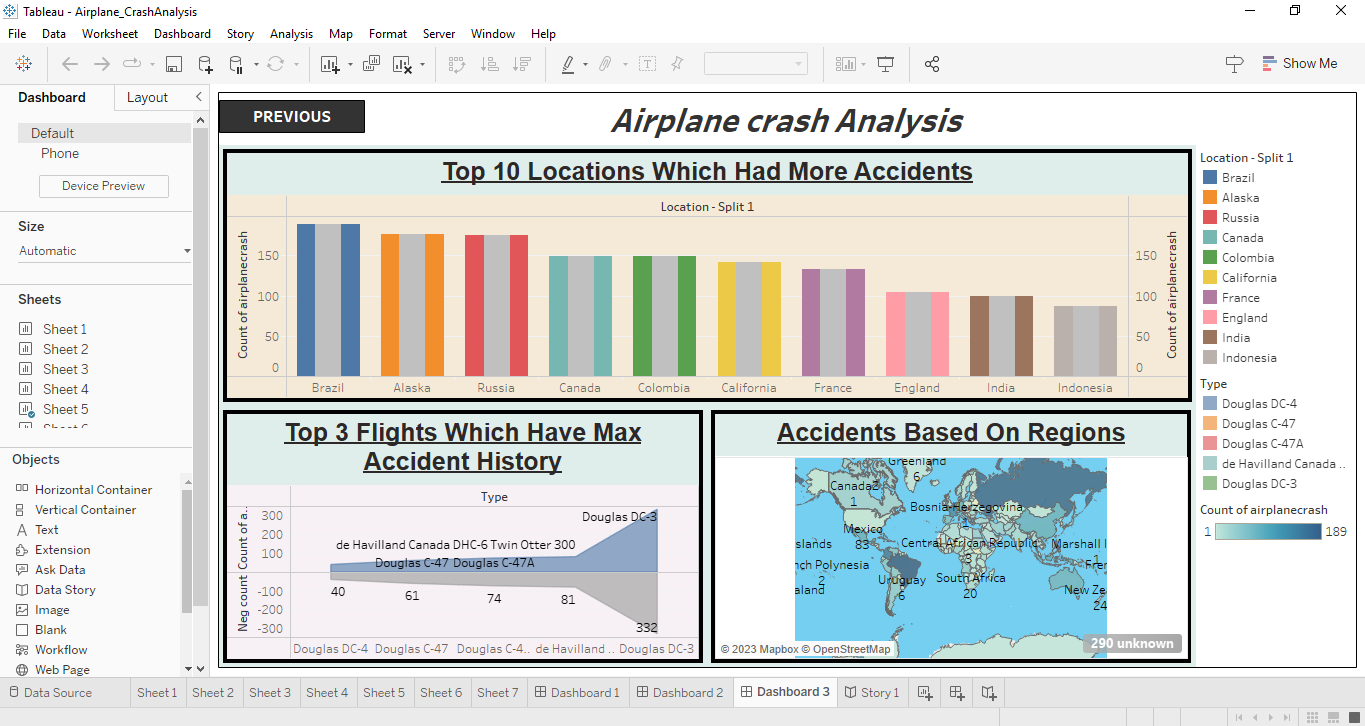 Tableau - Airplane_CrashAnalysis
File Data Worksheet Dashboard Story Analysis Map Format Server Window Help
Show Me
Dashboard Layout
Default
Phone
Device Preview
Size
Automatic
Sheets
Sheet 1
Sheet 2
Sheet 3
Sheet 4
Sheet 5
Objects
Horizontal Container
Vertical Container
Text
Extension
Ask Data
Data Story
Image
Blank
Workflow
Web Page
PREVIOUS
Airplane crash Analysis
Top 10 Locations Which Had More Accidents
Location - Split 1
Count of airplanecrash
150
100
50
0
150
100
50
0
Count of airplanecrash
Brazil Alaska Russia Canada Colombia California France England India Indonesia
Top 3 Flights Which Have Max
Accident History
Type
Count of a..
300
200
100
Neg count
-100
-200
-300
Douglas DC-3
de Havilland Canada DHC-6 Twin Otter 300
Douglas C-47 Douglas C-47A
40
61
74
81
332
Douglas DC-4 Douglas C-47 Douglas C-4.. de Havilland .. Douglas DC-3
Accidents Based On Regions
Greenland
6
Canada2
1
Bosnia-Herzegovina
Mexico
83
Central African Republic
3
Marshall I
1
slands
nch Polynesia
2
Fren
aland
Uruguay
6
South Africa
20
New Ze
24
© 2023 Mapbox © OpenStreetMap
290 unknown
Location - Split 1
Brazil
Alaska
Russia
Canada
Colombia
California
France
England
India
Indonesia
Type
Douglas DC-4
Douglas C-47
Douglas C-47A
de Havilland Canada ..
Douglas DC-3
Count of airplanecrash
1 189
Data Source Sheet 1 Sheet 2 Sheet 3 Sheet 4 Sheet 5 Sheet 6 Sheet 7 Dashboard 1 Dashboard 2 Dashboard 3 Story 1